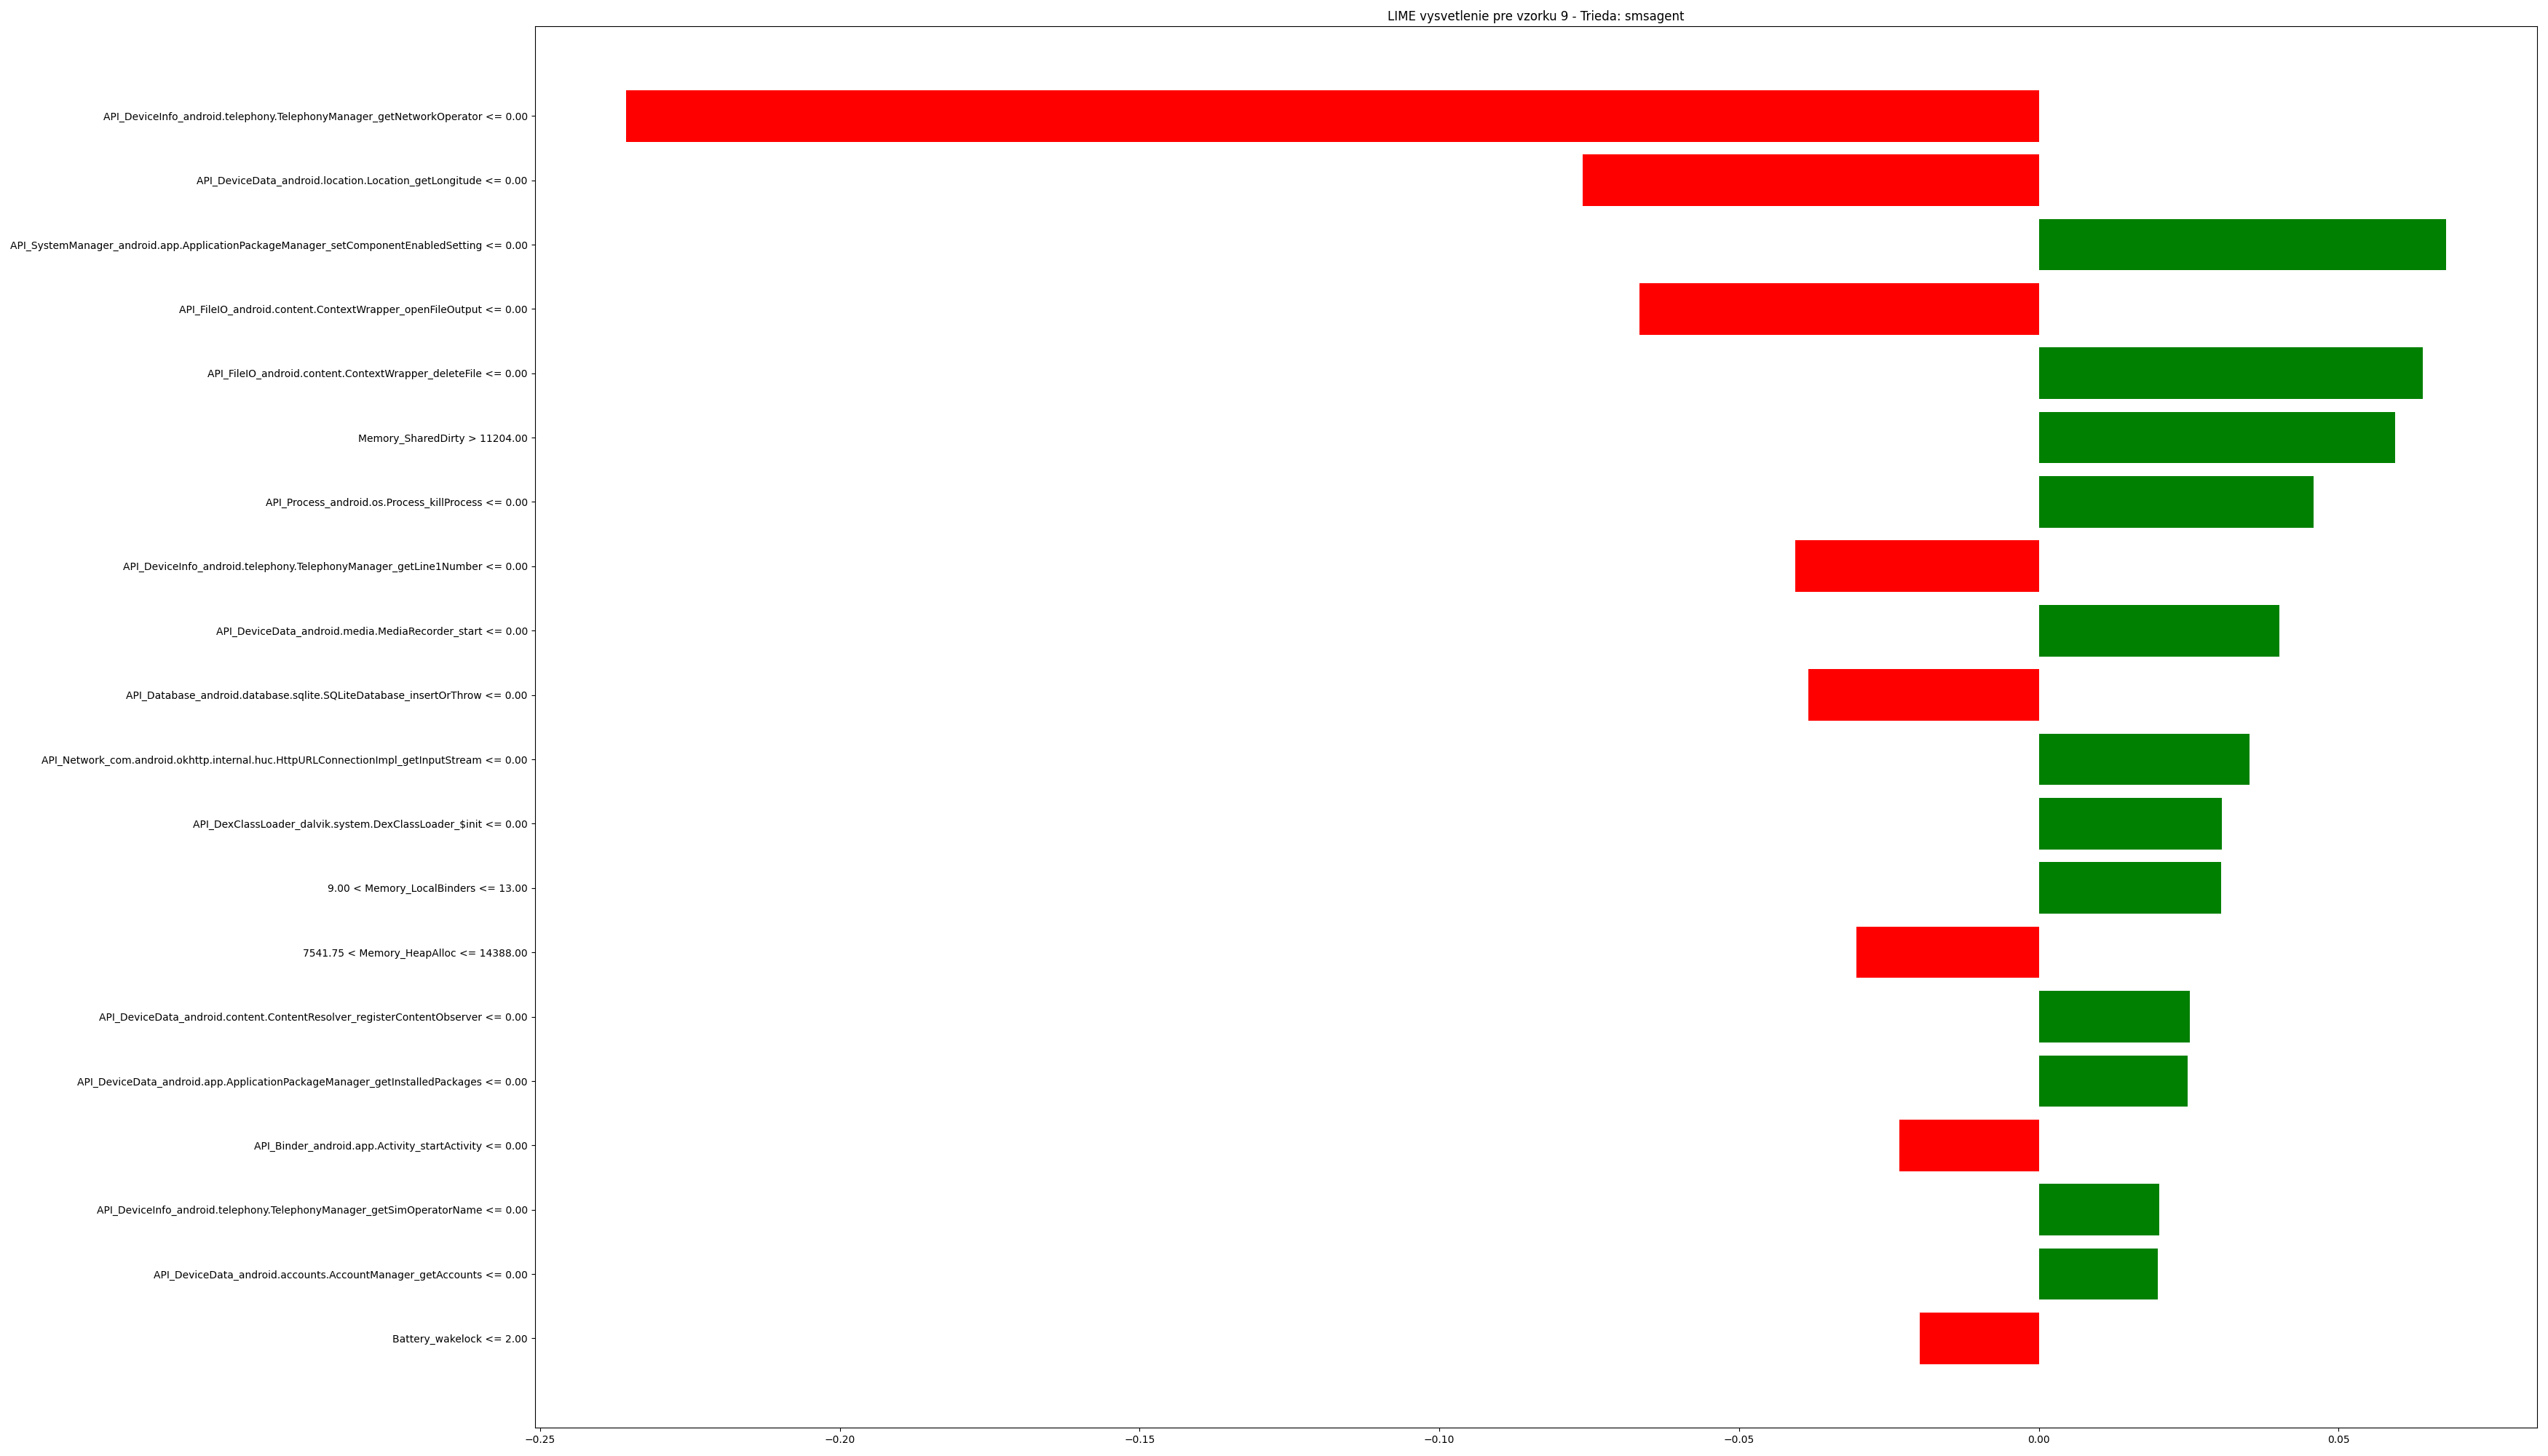 LIME vysvetlenie pre vzorku 9 - Trieda: smsagent
API_DeviceInfo_android.telephony.TelephonyManager_getNetworkOperator <= 0.00
API_DeviceData_android.location.Location_getLongitude <= 0.00
API_SystemManager_android.app.ApplicationPackageManager_setComponentEnabledSetting <= 0.00
API_FileIO_android.content.ContextWrapper_openFileOutput <= 0.00
API_FileIO_android.content.ContextWrapper_deleteFile <= 0.00
Memory_SharedDirty > 11204.00
API_Process_android.os.Process_killProcess <= 0.00
API_DeviceInfo_android.telephony.TelephonyManager_getLine1Number <= 0.00
API_DeviceData_android.media.MediaRecorder_start <= 0.00
API_Database_android.database.sqlite.SQLiteDatabase_insertOrThrow <= 0.00
API_Network_com.android.okhttp.internal.huc.HttpURLConnectionImpl_getInputStream <= 0.00
API_DexClassLoader_dalvik.system.DexClassLoader_$init <= 0.00
9.00 < Memory_LocalBinders <= 13.00
7541.75 < Memory_HeapAlloc <= 14388.00
API_DeviceData_android.content.ContentResolver_registerContentObserver <= 0.00
API_DeviceData_android.app.ApplicationPackageManager_getInstalledPackages <= 0.00
API_Binder_android.app.Activity_startActivity <= 0.00
API_DeviceInfo_android.telephony.TelephonyManager_getSimOperatorName <= 0.00
API_DeviceData_android.accounts.AccountManager_getAccounts <= 0.00
Battery_wakelock <= 2.00
−0.25 −0.20 −0.15 −0.10 −0.05 0.00 0.05